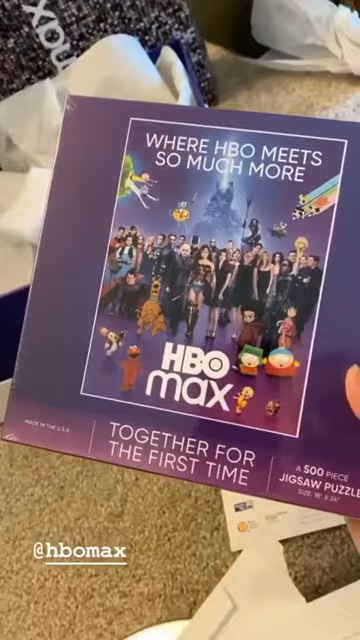 WHERE HBO MEETS
SO MUCH MORE
HBO
max
MADE IN THE U.S.A
TOGETHER FOR
THE FIRST TIME
A 500 PIECE
JIGSAW PUZZLE
SIZE: 18" X 24"
@hbomax